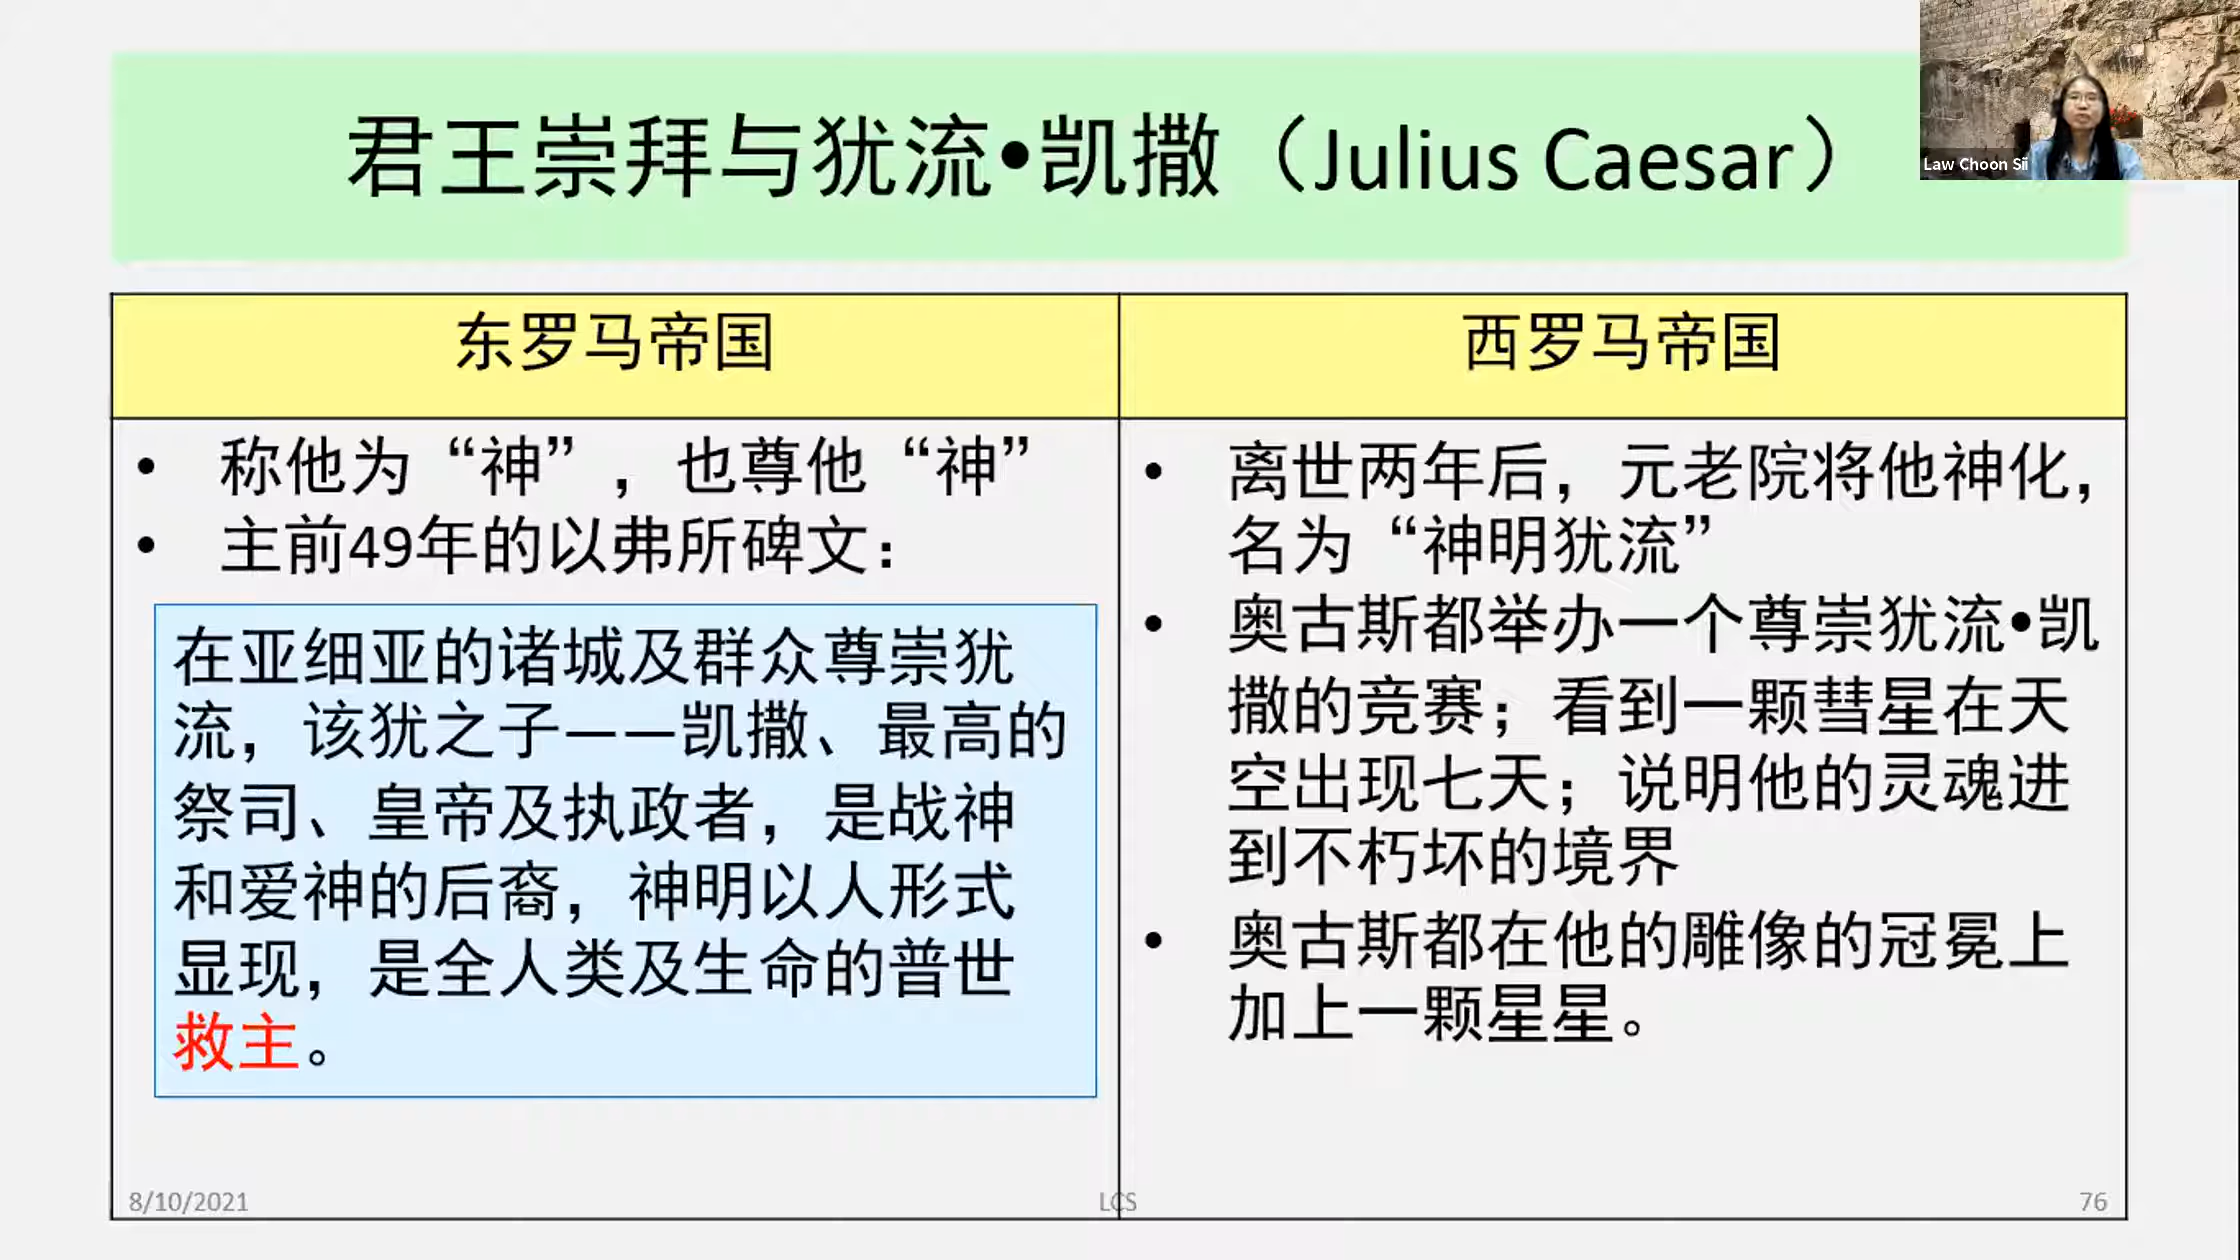 君王崇拜与犹流•凯撒（Julius Caesar）
Law Choon Sii
东罗马帝国
西罗马帝国
• 称他为“神”，也尊他“神”
• 主前49年的以弗所碑文：
在亚细亚的诸城及群众尊崇犹
流，该犹之子——凯撒、最高的
祭司、皇帝及执政者，是战神
和爱神的后裔，神明以人形式
显现，是全人类及生命的普世
救主。
• 离世两年后，元老院将他神化，
名为“神明犹流”
• 奥古斯都举办一个尊崇犹流•凯
撒的竞赛；看到一颗彗星在天
空出现七天；说明他的灵魂进
到不朽坏的境界
• 奥古斯都在他的雕像的冠冕上
加上一颗星星。
8/10/2021
LCS
76